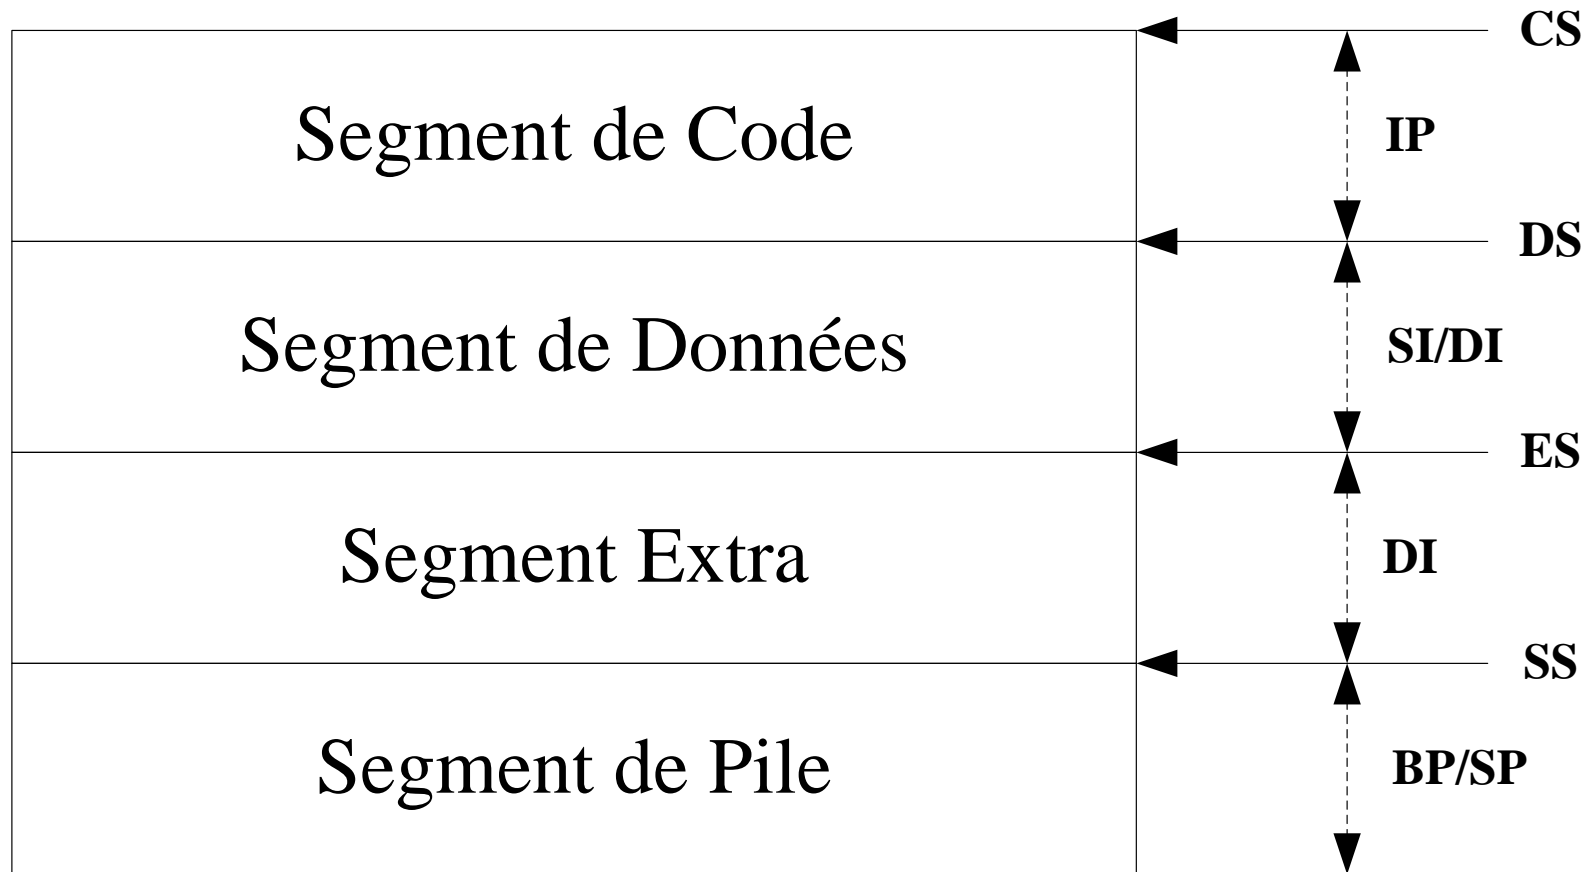 CS
Segment de Code
IP
DS
Segment de Données
SI/DI
ES
Segment Extra
DI
SS
Segment de Pile
BP/SP